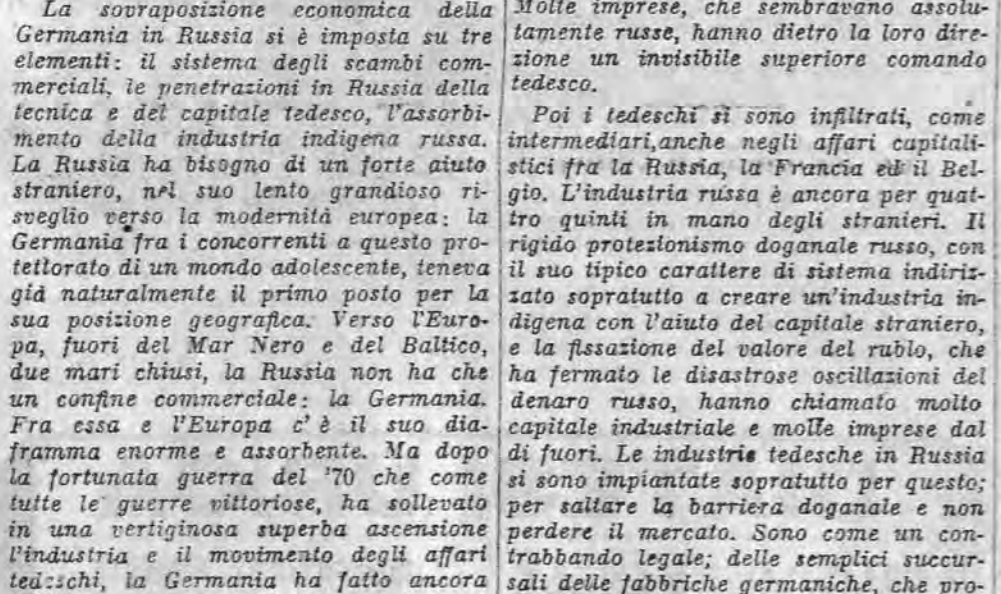 La sovraposizione economica della
Germania in Russia si è imposta su tre
elementi: il sistema degli scambi com-
merciali, le penetrazioni in Russia della
tecnica e del capitale tedesco, l'assorbi-
mento della industria indigena russa.
La Russia ha bisogno di un forte aiuto
straniero, nel suo lento grandioso ri-
sveglio verso la modernità europea: la
Germania fra i concorrenti a questo pro-
tettorato di un mondo adolescente, teneva
già naturalmente il primo posto per la
sua posizione geografica. Verso l'Euro-
pa, fuori del Mar Nero e del Baltico,
due mari chiusi, la Russia non ha che
un confine commerciale: la Germania.
Fra essa e l'Europa c'è il suo dia-
framma enorme e assorbente. Ma dopo
la fortunata guerra del '70 che come
tutte le guerre vittoriose, ha sollevato
in una vertiginosa superba ascensione
l'industria e il movimento degli affari
tedeschi, la Germania ha fatto ancora
Molte imprese, che sembravano assolu-
tamente russe, hanno dietro la loro dire-
zione un invisibile superiore comando
tedesco.
Poi i tedeschi si sono infiltrati, come
intermediari,anche negli affari capitali-
stici fra la Russia, la Francia ed il Bel-
gio. L'industria russa è ancora per quat-
tro quinti in mano degli stranieri. Il
rigido protezionismo doganale russo, con
il suo tipico carattere di sistema indiriz-
zato sopratutto a creare un'industria in-
digena con l'aiuto del capitale straniero,
e la fissazione del valore del rublo, che
ha fermato le disastrose oscillazioni del
denaro russo, hanno chiamato molto
capitale industriale e molte imprese dal
di fuori. Le industrie tedesche in Russia
si sono impiantate sopratutto per questo;
per saltare la barriera doganale e non
perdere il mercato. Sono come un con-
trabbando legale; delle semplici succur-
sali delle fabbriche germaniche, che pro-